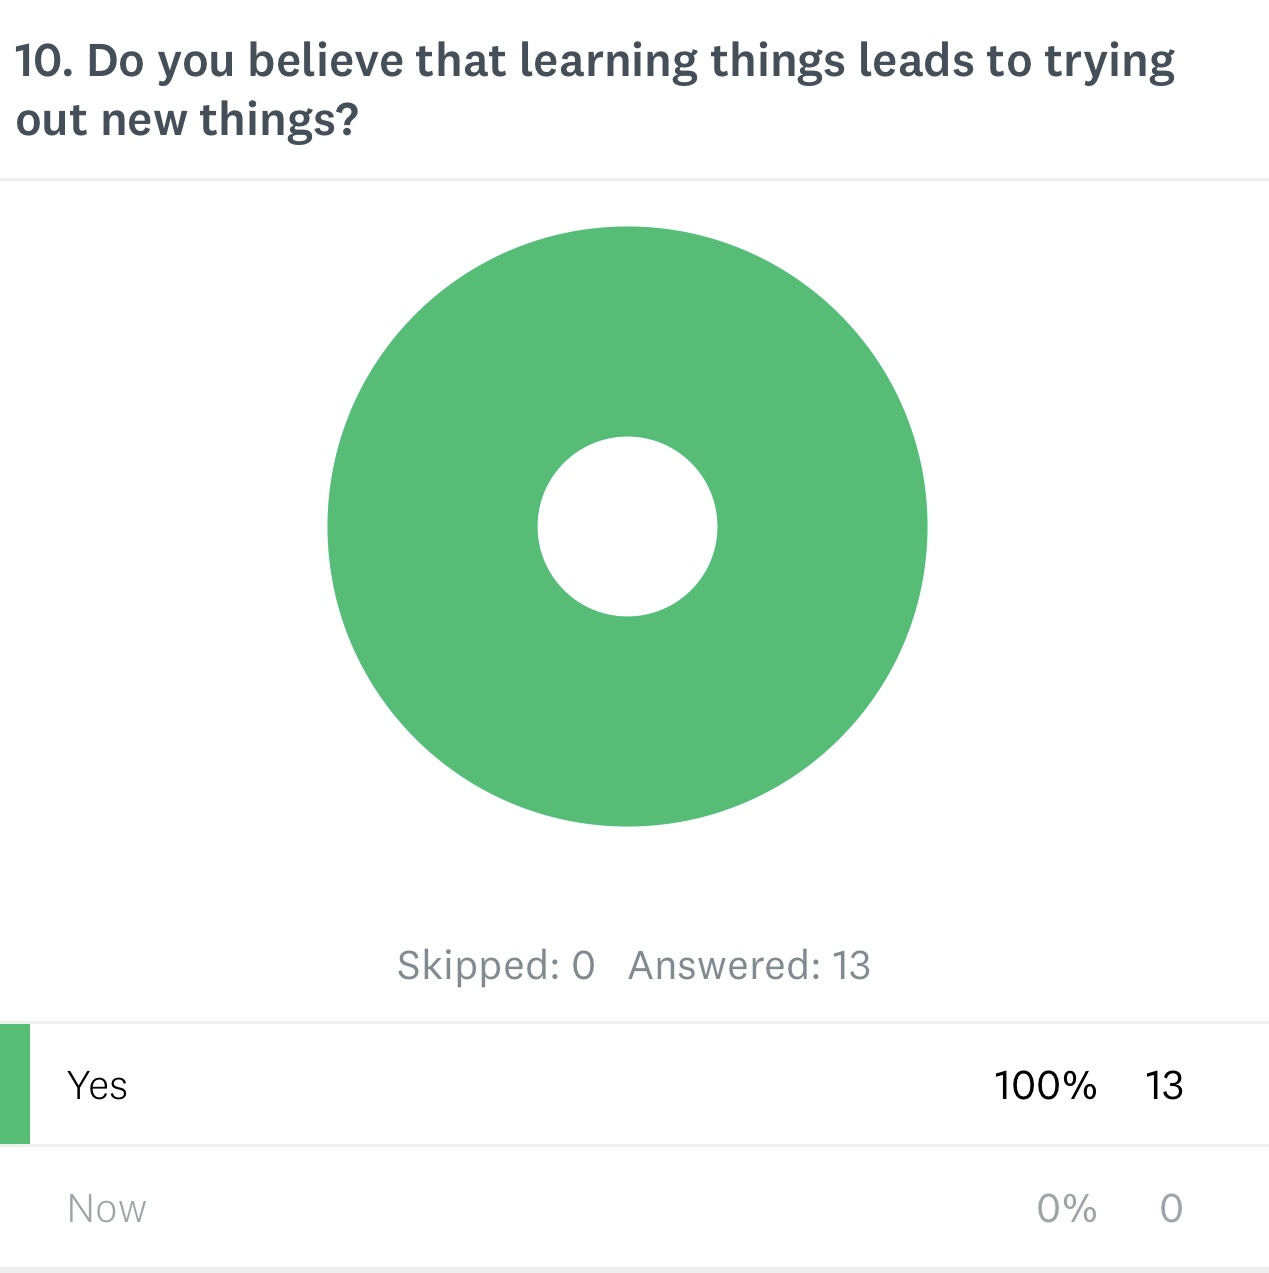 10. Do you believe that learning things leads to trying
out new things?
Skipped: 0 Answered: 13
Yes 100% 13
Now 0% 0